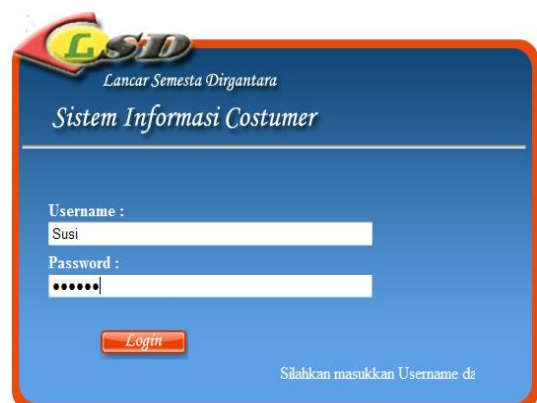 LSD
Lancar Semesta Dirgantara
Sistem Informasi Costumer
Username :
Susi
Password :
••••••
Login
Silahkan masukkan Username da